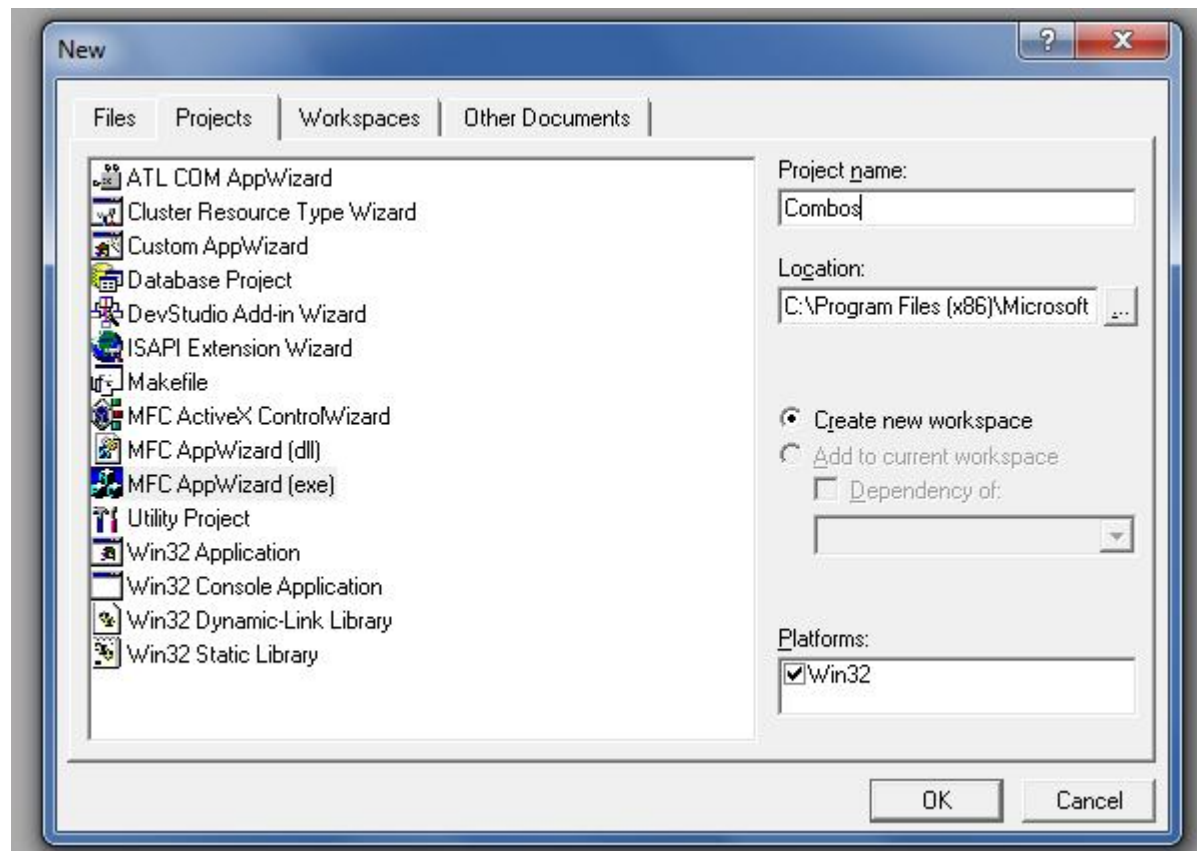 New
Files Projects Workspaces Other Documents
ATL COM AppWizard
Cluster Resource Type Wizard
Custom AppWizard
Database Project
DevStudio Add-in Wizard
ISAPI Extension Wizard
Makefile
MFC ActiveX ControlWizard
MFC AppWizard (dll)
MFC AppWizard (exe)
Utility Project
Win32 Application
Win32 Console Application
Win32 Dynamic-Link Library
Win32 Static Library
Project name:
Combos
Location:
C:\Program Files (x86)\Microsoft ...
Create new workspace
Add to current workspace
Dependency of:
Platforms:
Win32
OK Cancel